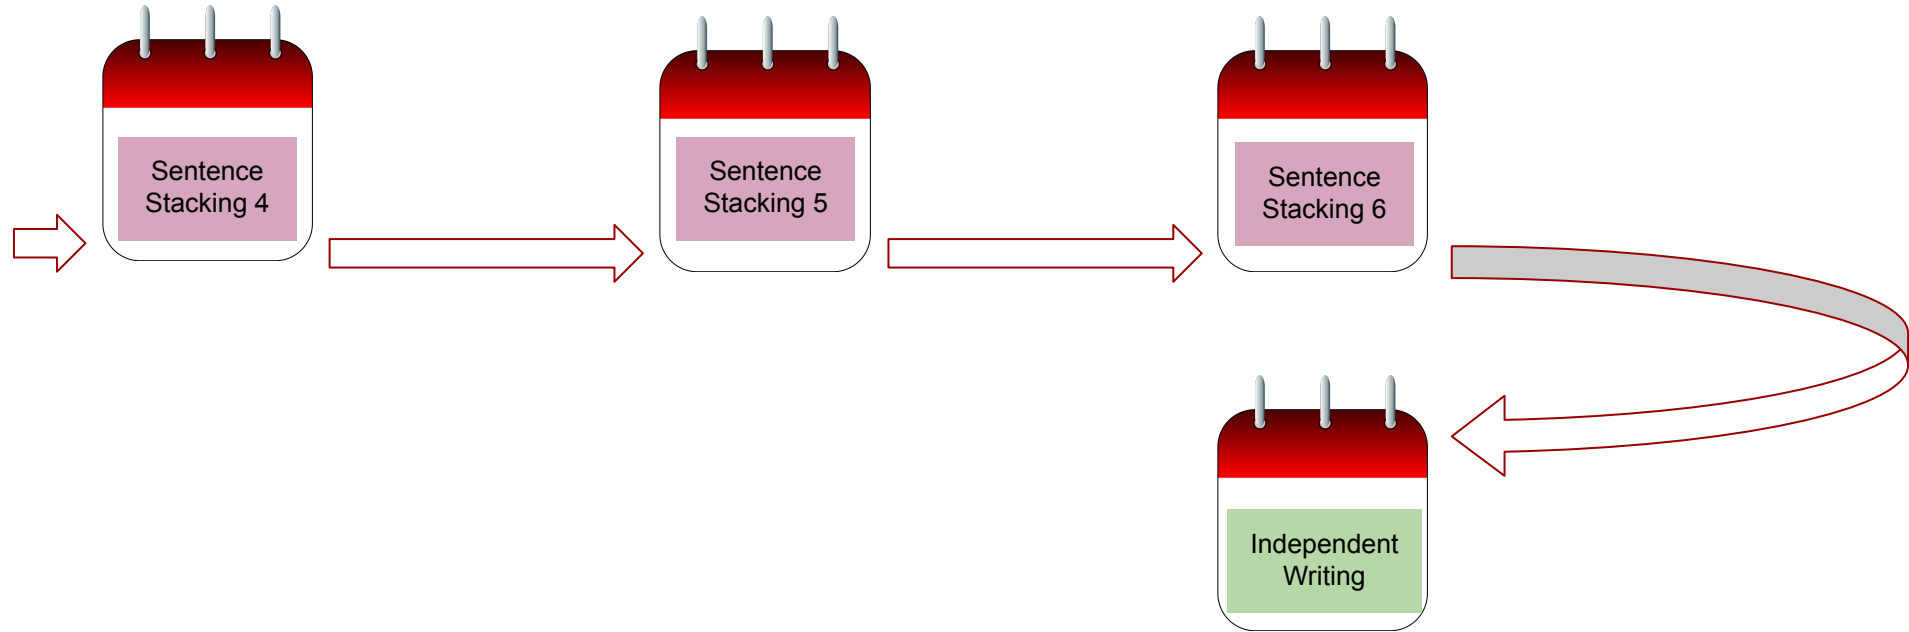 Sentence
Stacking 4
Sentence
Stacking 5
Sentence
Stacking 6
Independent
Writing